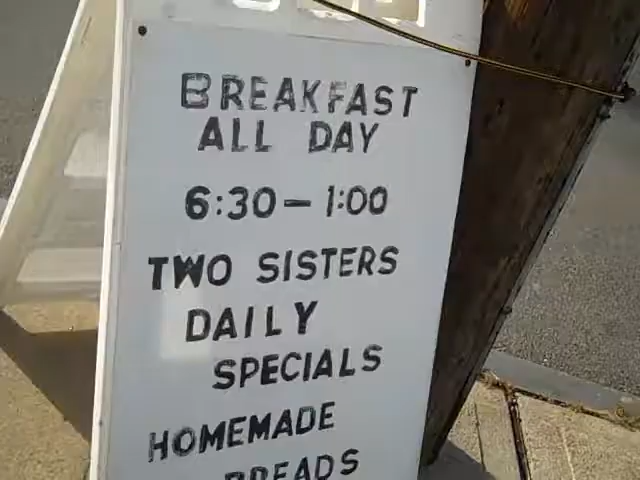 BREAKFAST
ALL DAY
6:30 – 1:00
TWO SISTERS
DAILY
SPECIALS
HOMEMADE
BREADS